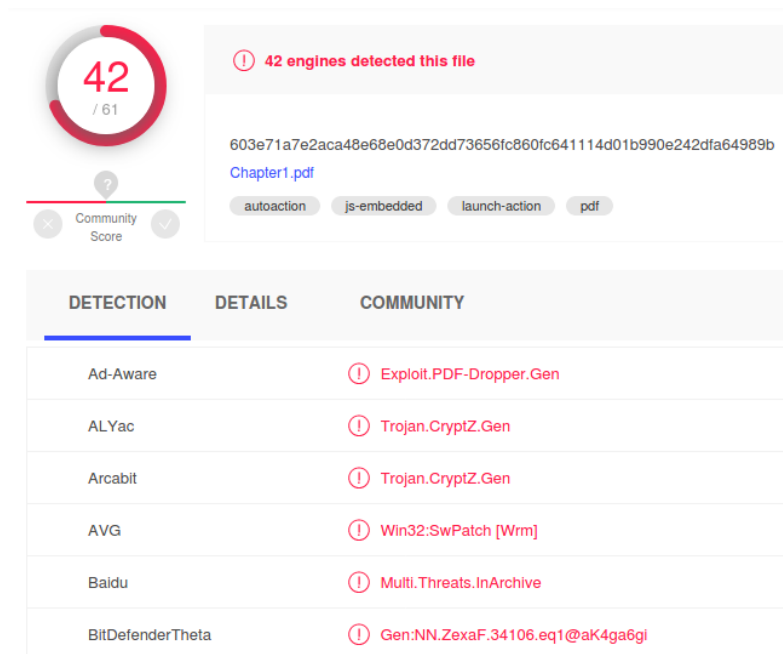 42
/ 61
42 engines detected this file
603e71a7e2aca48e68e0d372dd73656fc860fc641114d01b990e242dfa64989b
Chapter1.pdf
autoaction js-embedded launch-action pdf
?
Community
Score
DETECTION DETAILS COMMUNITY
Ad-Aware Exploit.PDF-Dropper.Gen
ALYac Trojan.CryptZ.Gen
Arcabit Trojan.CryptZ.Gen
AVG Win32:SwPatch [Wrm]
Baidu Multi.Threats.InArchive
BitDefenderTheta Gen:NN.ZexaF.34106.eq1@aK4ga6gi